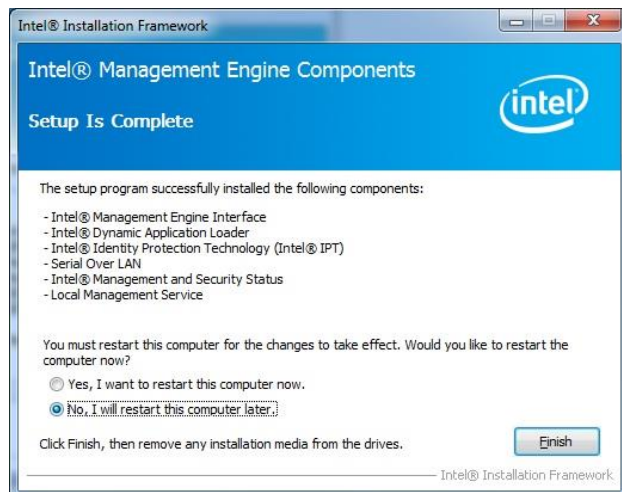 Intel® Installation Framework
Intel® Management Engine Components
intel
Setup Is Complete
The setup program successfully installed the following components:
- Intel® Management Engine Interface
- Intel® Dynamic Application Loader
- Intel® Identity Protection Technology (Intel® IPT)
- Serial Over LAN
- Intel® Management and Security Status
- Local Management Service
You must restart this computer for the changes to take effect. Would you like to restart the
computer now?
Yes, I want to restart this computer now.
No, I will restart this computer later.
Click Finish, then remove any installation media from the drives.
Finish
Intel® Installation Framework